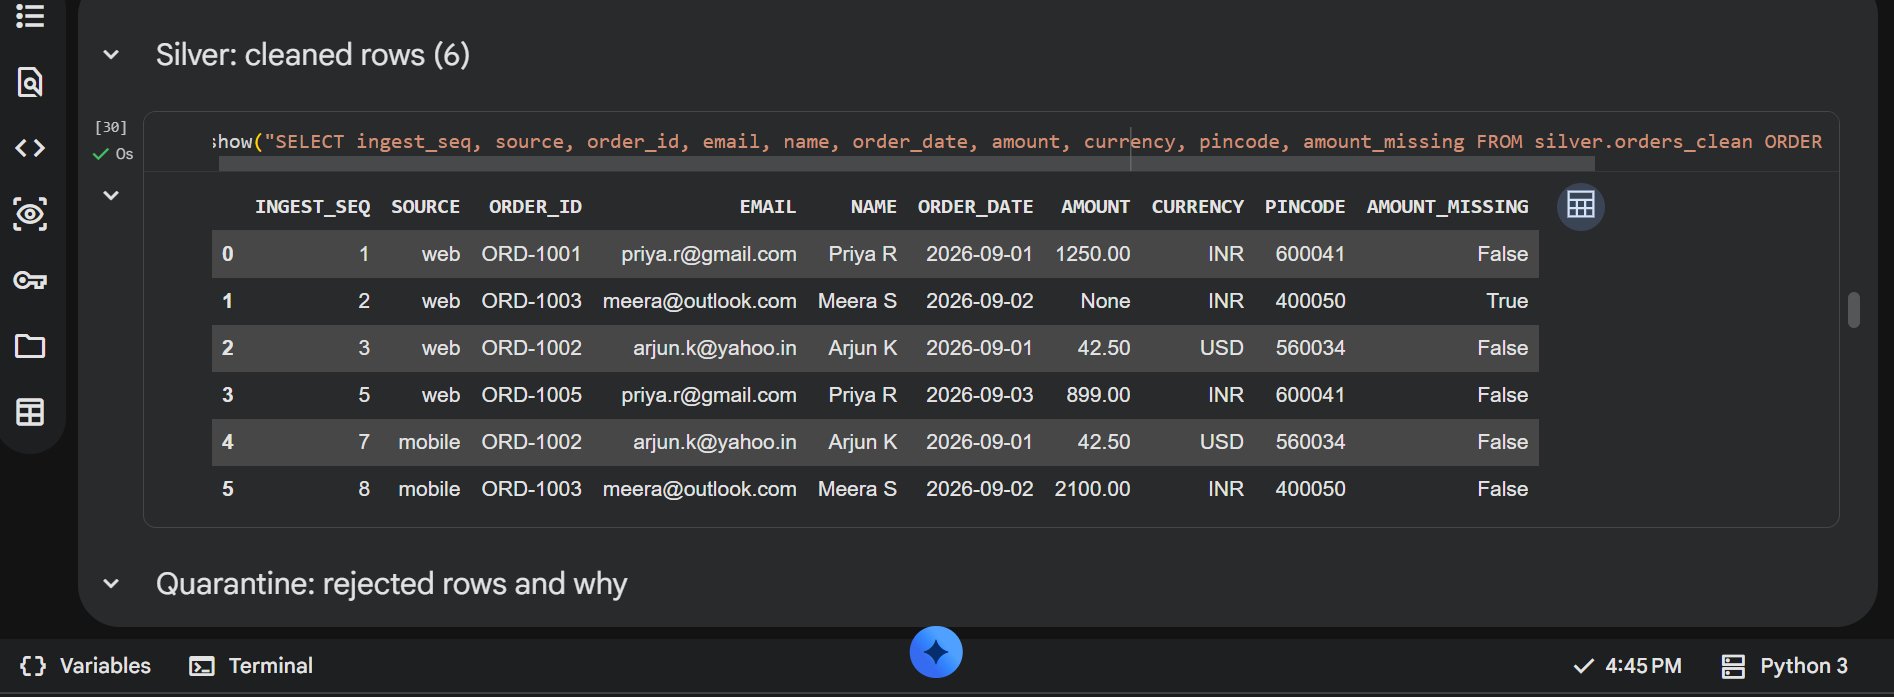 Silver: cleaned rows (6)
[30]
0s
show("SELECT ingest_seq, source, order_id, email, name, order_date, amount, currency, pincode, amount_missing FROM silver.orders_clean ORDER
INGEST_SEQ SOURCE ORDER_ID EMAIL NAME ORDER_DATE AMOUNT CURRENCY PINCODE AMOUNT_MISSING
0 1 web ORD-1001 priya.r@gmail.com Priya R 2026-09-01 1250.00 INR 600041 False
1 2 web ORD-1003 meera@outlook.com Meera S 2026-09-02 None INR 400050 True
2 3 web ORD-1002 arjun.k@yahoo.in Arjun K 2026-09-01 42.50 USD 560034 False
3 5 web ORD-1005 priya.r@gmail.com Priya R 2026-09-03 899.00 INR 600041 False
4 7 mobile ORD-1002 arjun.k@yahoo.in Arjun K 2026-09-01 42.50 USD 560034 False
5 8 mobile ORD-1003 meera@outlook.com Meera S 2026-09-02 2100.00 INR 400050 False
Quarantine: rejected rows and why
Variables Terminal 4:45 PM Python 3